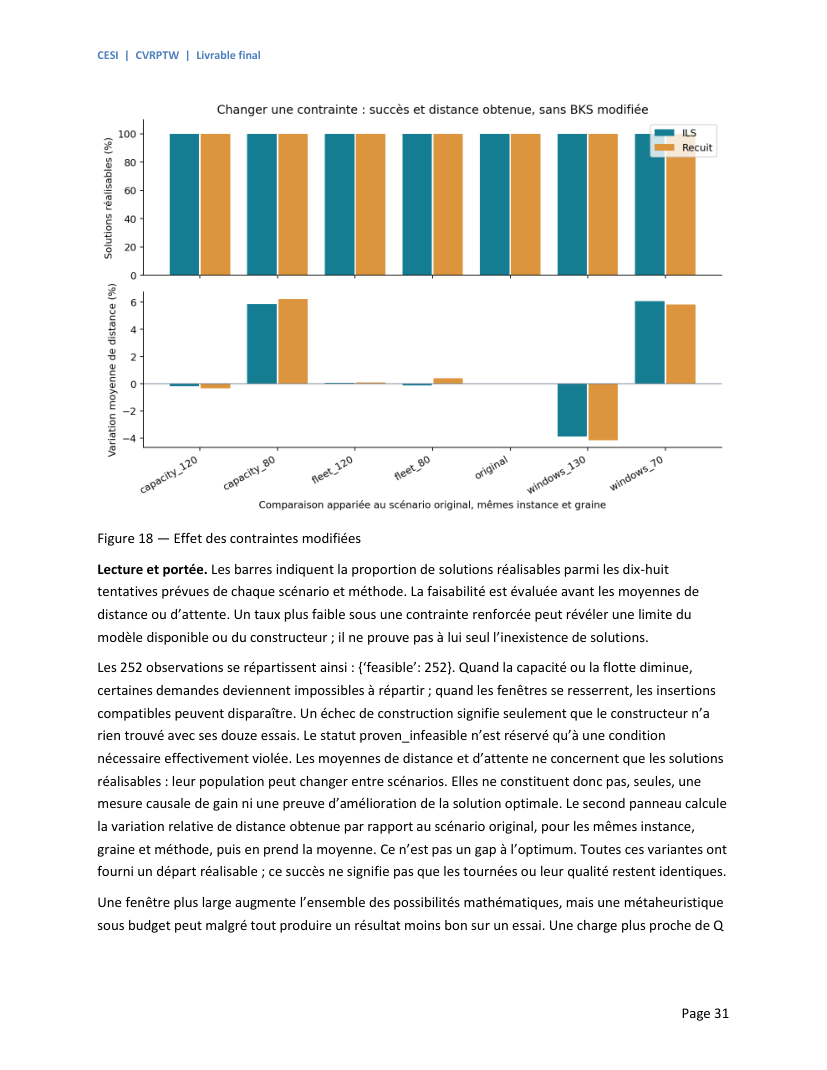 CESI | CVRPTW | Livrable final
Changer une contrainte : succès et distance obtenue, sans BKS modifiée
Solutions réalisables (%)
100
80
60
40
20
0
ILS
Recuit
Variation moyenne de distance (%)
6
4
2
0
−2
−4
capacity_120
capacity_80
fleet_120
fleet_80
original
windows_130
windows_70
Comparaison appariée au scénario original, mêmes instance et graine
Figure 18 — Effet des contraintes modifiées
Lecture et portée. Les barres indiquent la proportion de solutions réalisables parmi les dix-huit
tentatives prévues de chaque scénario et méthode. La faisabilité est évaluée avant les moyennes de
distance ou d’attente. Un taux plus faible sous une contrainte renforcée peut révéler une limite du
modèle disponible ou du constructeur ; il ne prouve pas à lui seul l’inexistence de solutions.
Les 252 observations se répartissent ainsi : {‘feasible’: 252}. Quand la capacité ou la flotte diminue,
certaines demandes deviennent impossibles à répartir ; quand les fenêtres se resserrent, les insertions
compatibles peuvent disparaître. Un échec de construction signifie seulement que le constructeur n’a
rien trouvé avec ses douze essais. Le statut proven_infeasible n’est réservé qu’à une condition
nécessaire effectivement violée. Les moyennes de distance et d’attente ne concernent que les solutions
réalisables : leur population peut changer entre scénarios. Elles ne constituent donc pas, seules, une
mesure causale de gain ni une preuve d’amélioration de la solution optimale. Le second panneau calcule
la variation relative de distance obtenue par rapport au scénario original, pour les mêmes instance,
graine et méthode, puis en prend la moyenne. Ce n’est pas un gap à l’optimum. Toutes ces variantes ont
fourni un départ réalisable ; ce succès ne signifie pas que les tournées ou leur qualité restent identiques.
Une fenêtre plus large augmente l’ensemble des possibilités mathématiques, mais une métaheuristique
sous budget peut malgré tout produire un résultat moins bon sur un essai. Une charge plus proche de Q
Page 31